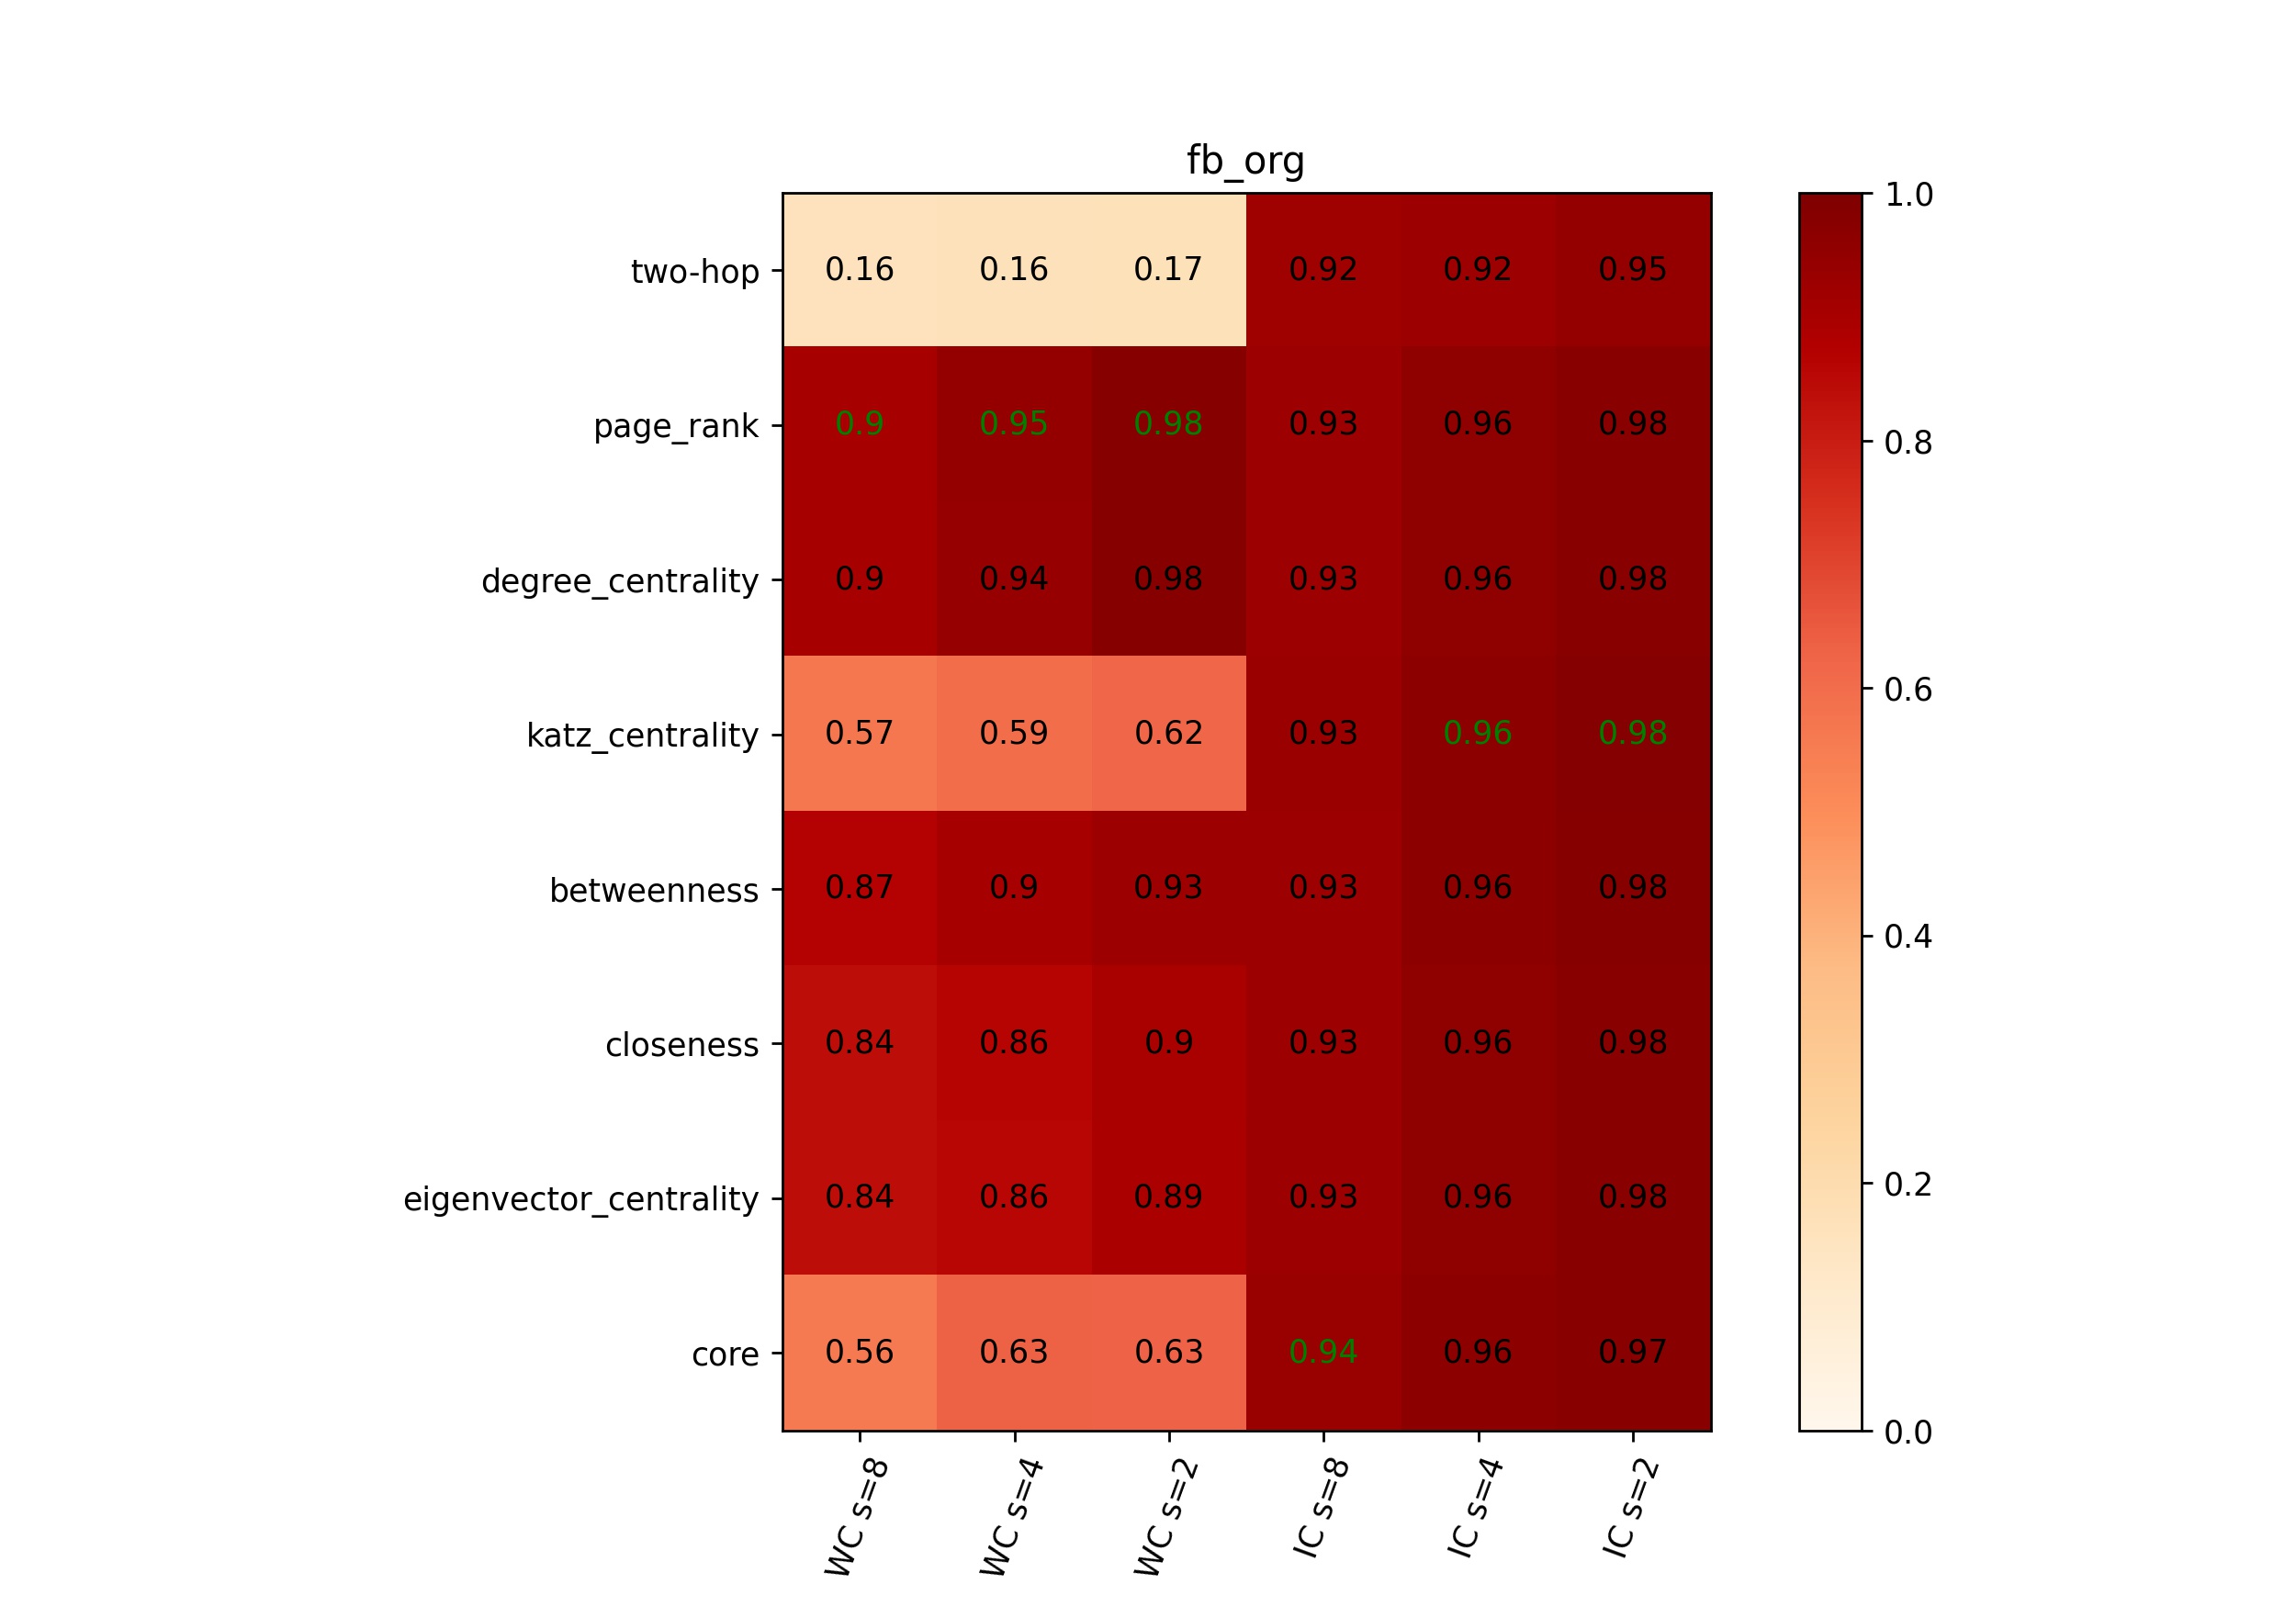 fb_org
two-hop 0.16 0.16 0.17 0.92 0.92 0.95
page_rank 0.9 0.95 0.98 0.93 0.96 0.98
degree_centrality 0.9 0.94 0.98 0.93 0.96 0.98
katz_centrality 0.57 0.59 0.62 0.93 0.96 0.98
betweenness 0.87 0.9 0.93 0.93 0.96 0.98
closeness 0.84 0.86 0.9 0.93 0.96 0.98
eigenvector_centrality 0.84 0.86 0.89 0.93 0.96 0.98
core 0.56 0.63 0.63 0.94 0.96 0.97
WC s=8 WC s=4 WC s=2 IC s=8 IC s=4 IC s=2
1.0
0.8
0.6
0.4
0.2
0.0